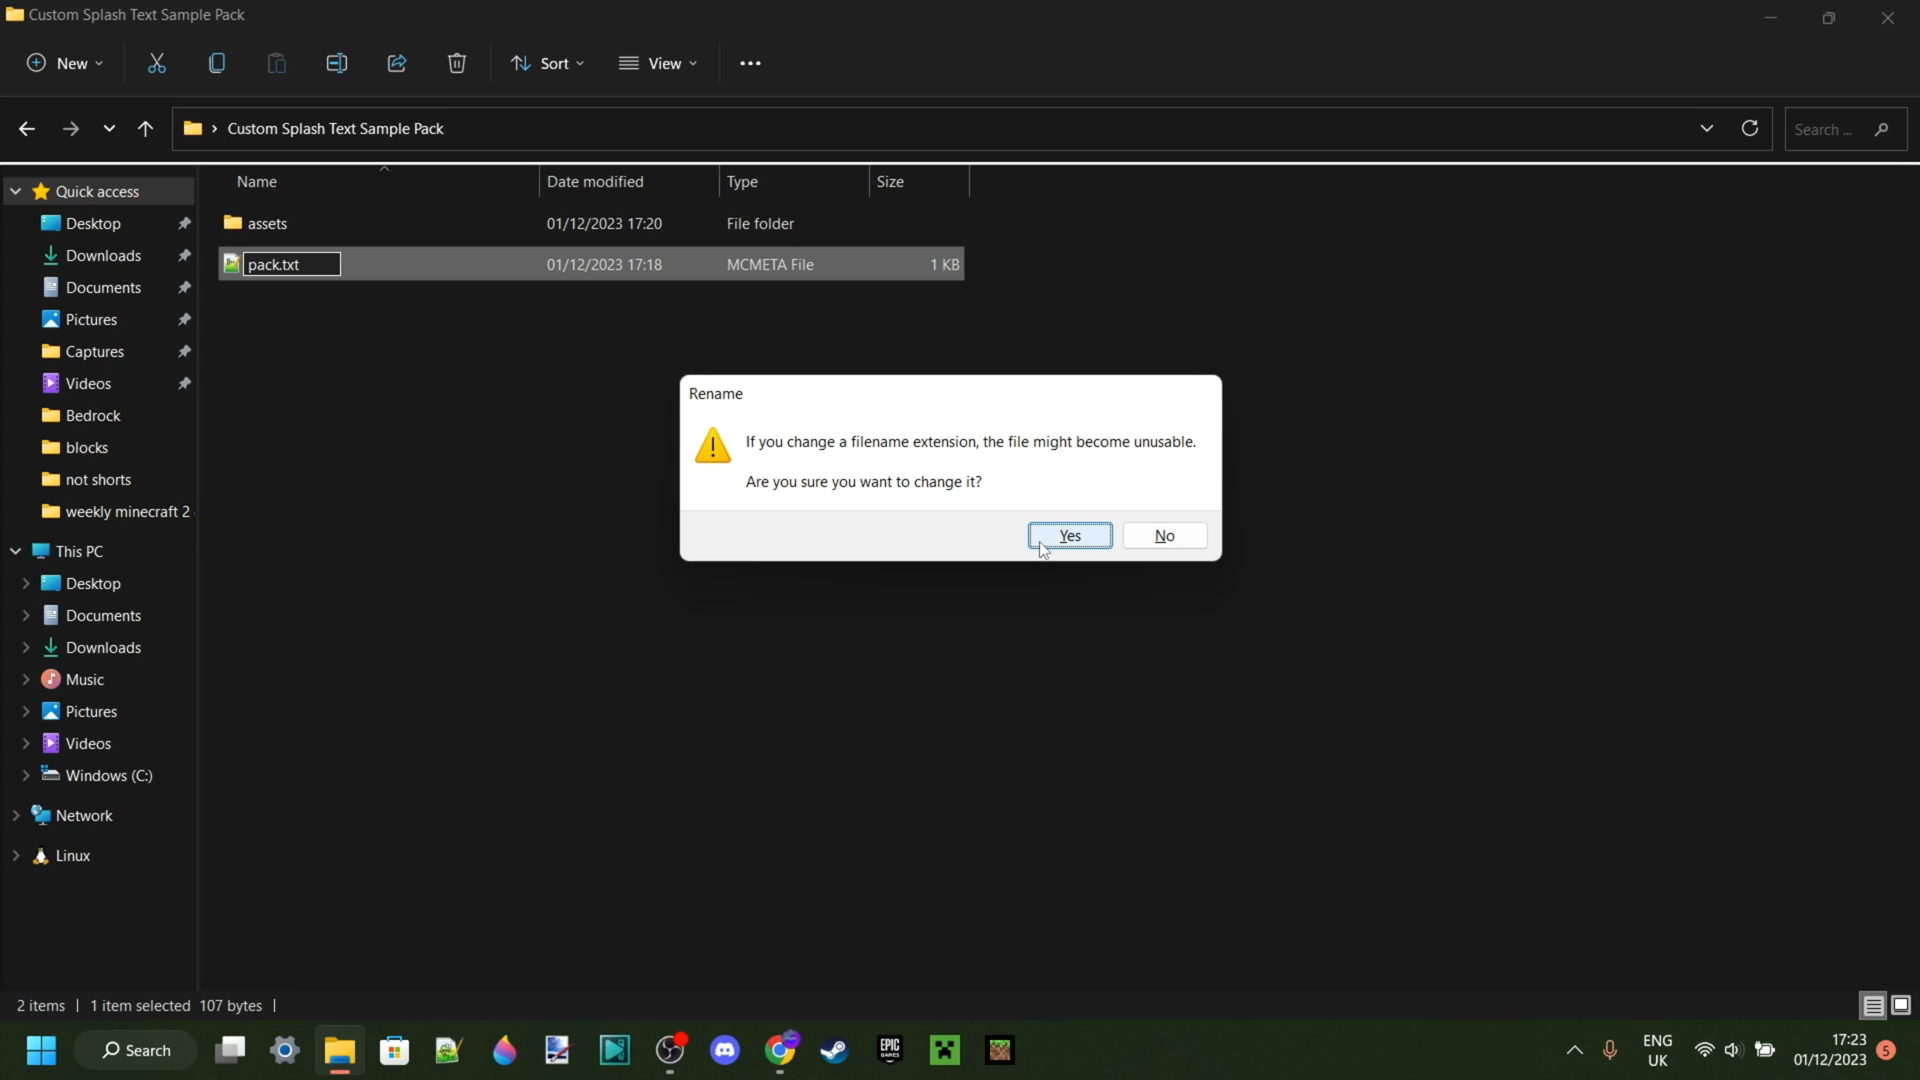 Custom Splash Text Sample Pack
New
Sort
View
Custom Splash Text Sample Pack
Search ...
Name
Date modified
Type
Size
Quick access
Desktop
Downloads
Documents
Pictures
Captures
Videos
Bedrock
blocks
not shorts
weekly minecraft 2
This PC
Desktop
Documents
Downloads
Music
Pictures
Videos
Windows (C:)
Network
Linux
assets 01/12/2023 17:20 File folder
pack.txt 01/12/2023 17:18 MCMETA File 1 KB
Rename
If you change a filename extension, the file might become unusable.
Are you sure you want to change it?
Yes
No
2 items
1 item selected 107 bytes
Search
EPIC
GAMES
ENG
UK
17:23
01/12/2023
5